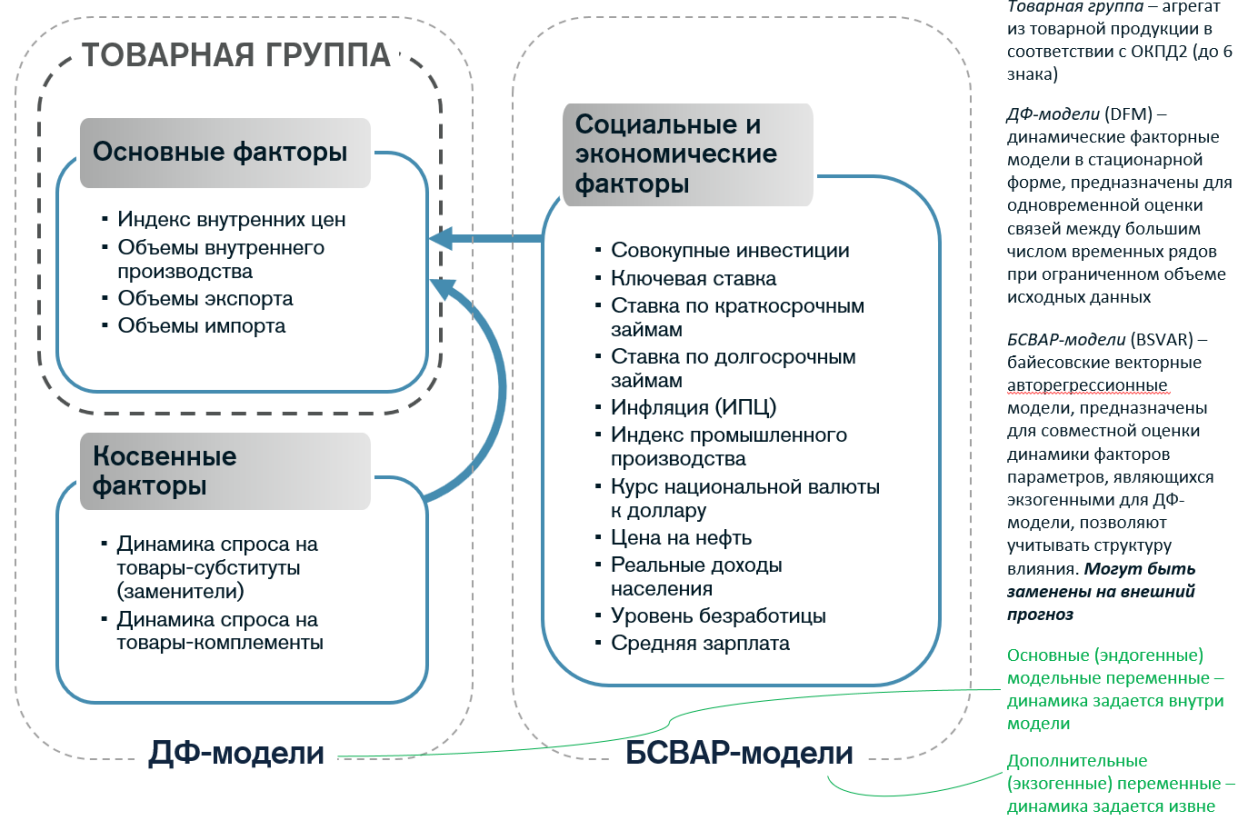 ТОВАРНАЯ ГРУППА
Основные факторы
▪ Индекс внутренних цен
▪ Объемы внутреннего
производства
▪ Объемы экспорта
▪ Объемы импорта
Косвенные
факторы
▪ Динамика спроса на
товары-субституты
(заменители)
▪ Динамика спроса на
товары-комплементы
ДФ-модели
Социальные и
экономические
факторы
▪ Совокупные инвестиции
▪ Ключевая ставка
▪ Ставка по краткосрочным
займам
▪ Ставка по долгосрочным
займам
▪ Инфляция (ИПЦ)
▪ Индекс промышленного
производства
▪ Курс национальной валюты
к доллару
▪ Цена на нефть
▪ Реальные доходы
населения
▪ Уровень безработицы
▪ Средняя зарплата
БСВАР-модели
Товарная группа – агрегат
из товарной продукции в
соответствии с ОКПД2 (до 6
знака)
ДФ-модели (DFM) –
динамические факторные
модели в стационарной
форме, предназначены для
одновременной оценки
связей между большим
числом временных рядов
при ограниченном объеме
исходных данных
БСВАР-модели (BSVAR) –
байесовские векторные
авторегрессионные
модели, предназначены
для совместной оценки
динамики факторов
параметров, являющихся
экзогенными для ДФ-
модели, позволяют
учитывать структуру
влияния. Могут быть
заменены на внешний
прогноз
Основные (эндогенные)
модельные переменные –
динамика задается внутри
модели
Дополнительные
(экзогенные) переменные –
динамика задается извне